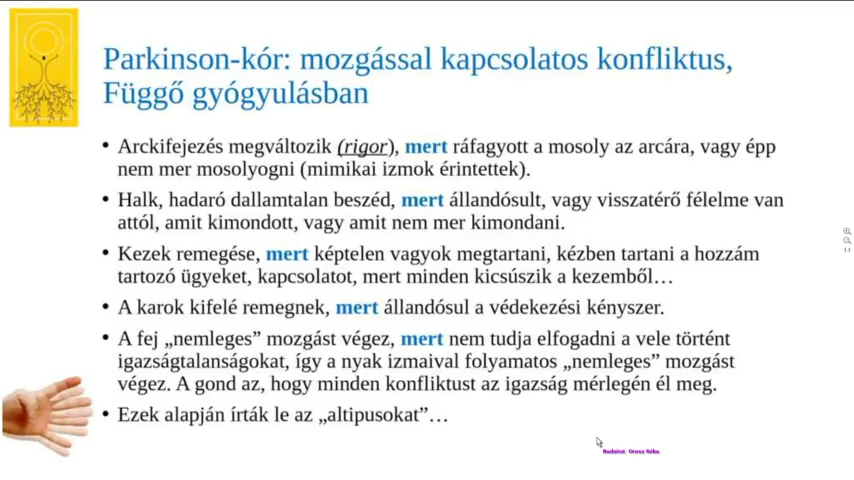 Parkinson-kór: mozgással kapcsolatos konfliktus,
Függő gyógyulásban
• Arckifejezés megváltozik (rigor), mert ráfagyott a mosoly az arcára, vagy épp
nem mer mosolyogni (mimikai izmok érintettek).
• Halk, hadaró dallamtalan beszéd, mert állandósult, vagy visszatérő félelme van
attól, amit kimondott, vagy amit nem mer kimondani.
• Kezek remegése, mert képtelen vagyok megtartani, kézben tartani a hozzám
tartozó ügyeket, kapcsolatot, mert minden kicsúszik a kezemből…
• A karok kifelé remegnek, mert állandósul a védekezési kényszer.
• A fej „nemleges” mozgást végez, mert nem tudja elfogadni a vele történt
igazságtalanságokat, így a nyak izmaival folyamatos „nemleges” mozgást
végez. A gond az, hogy minden konfliktust az igazság mérlegén él meg.
• Ezek alapján írták le az „altípusokat”…